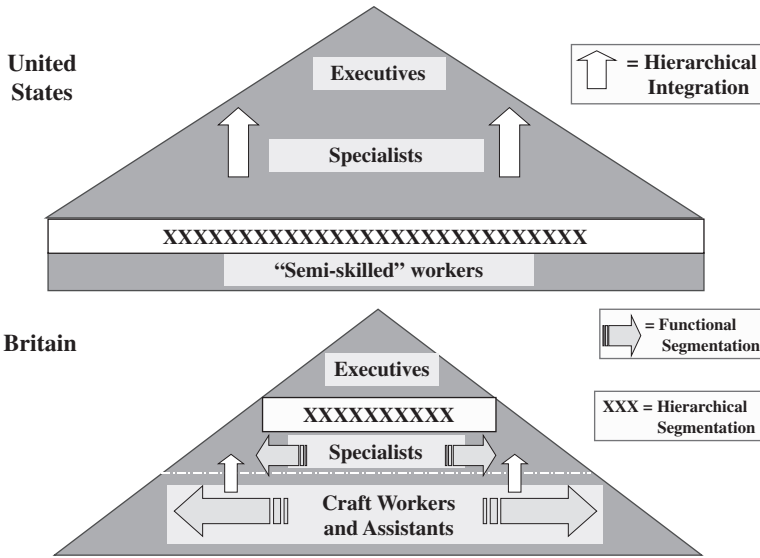 United
States
Executives
= Hierarchical
Integration
Specialists
XXXXXXXXXXXXXXXXXXXXXXXXXXXX
“Semi-skilled” workers
Britain
= Functional
Segmentation
Executives
XXXXXXXXXX
XXX = Hierarchical
Segmentation
Specialists
Craft Workers
and Assistants